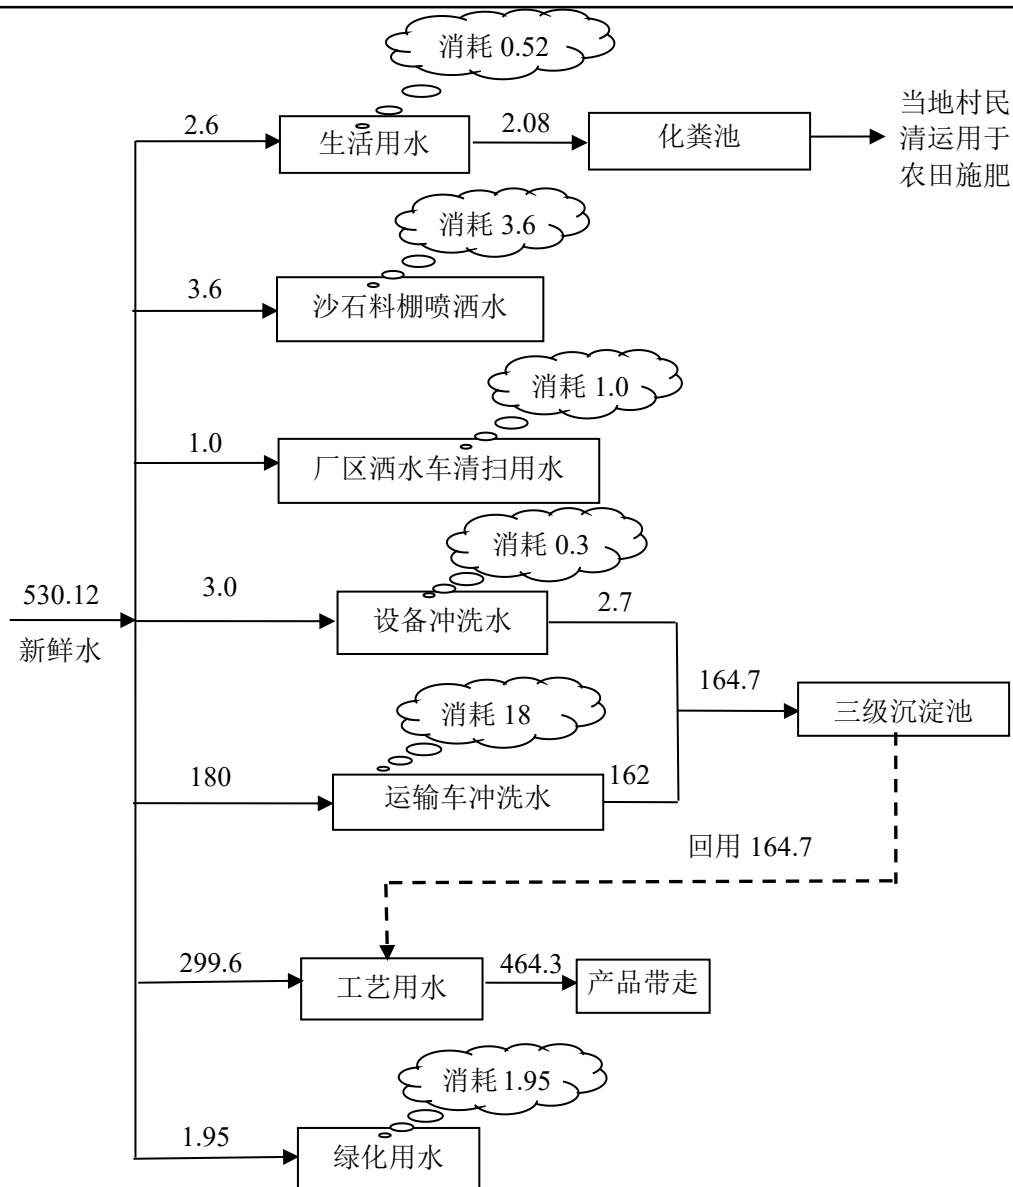 消耗 0.52
2.6
生活用水
2.08
化粪池
当地村民
清运用于
农田施肥
消耗 3.6
3.6
沙石料棚喷洒水
消耗 1.0
1.0
厂区洒水车清扫用水
消耗 0.3
530.12
新鲜水
3.0
设备冲洗水
2.7
164.7
三级沉淀池
消耗 18
180
运输车冲洗水
162
回用 164.7
299.6
工艺用水
464.3
产品带走
消耗 1.95
1.95
绿化用水